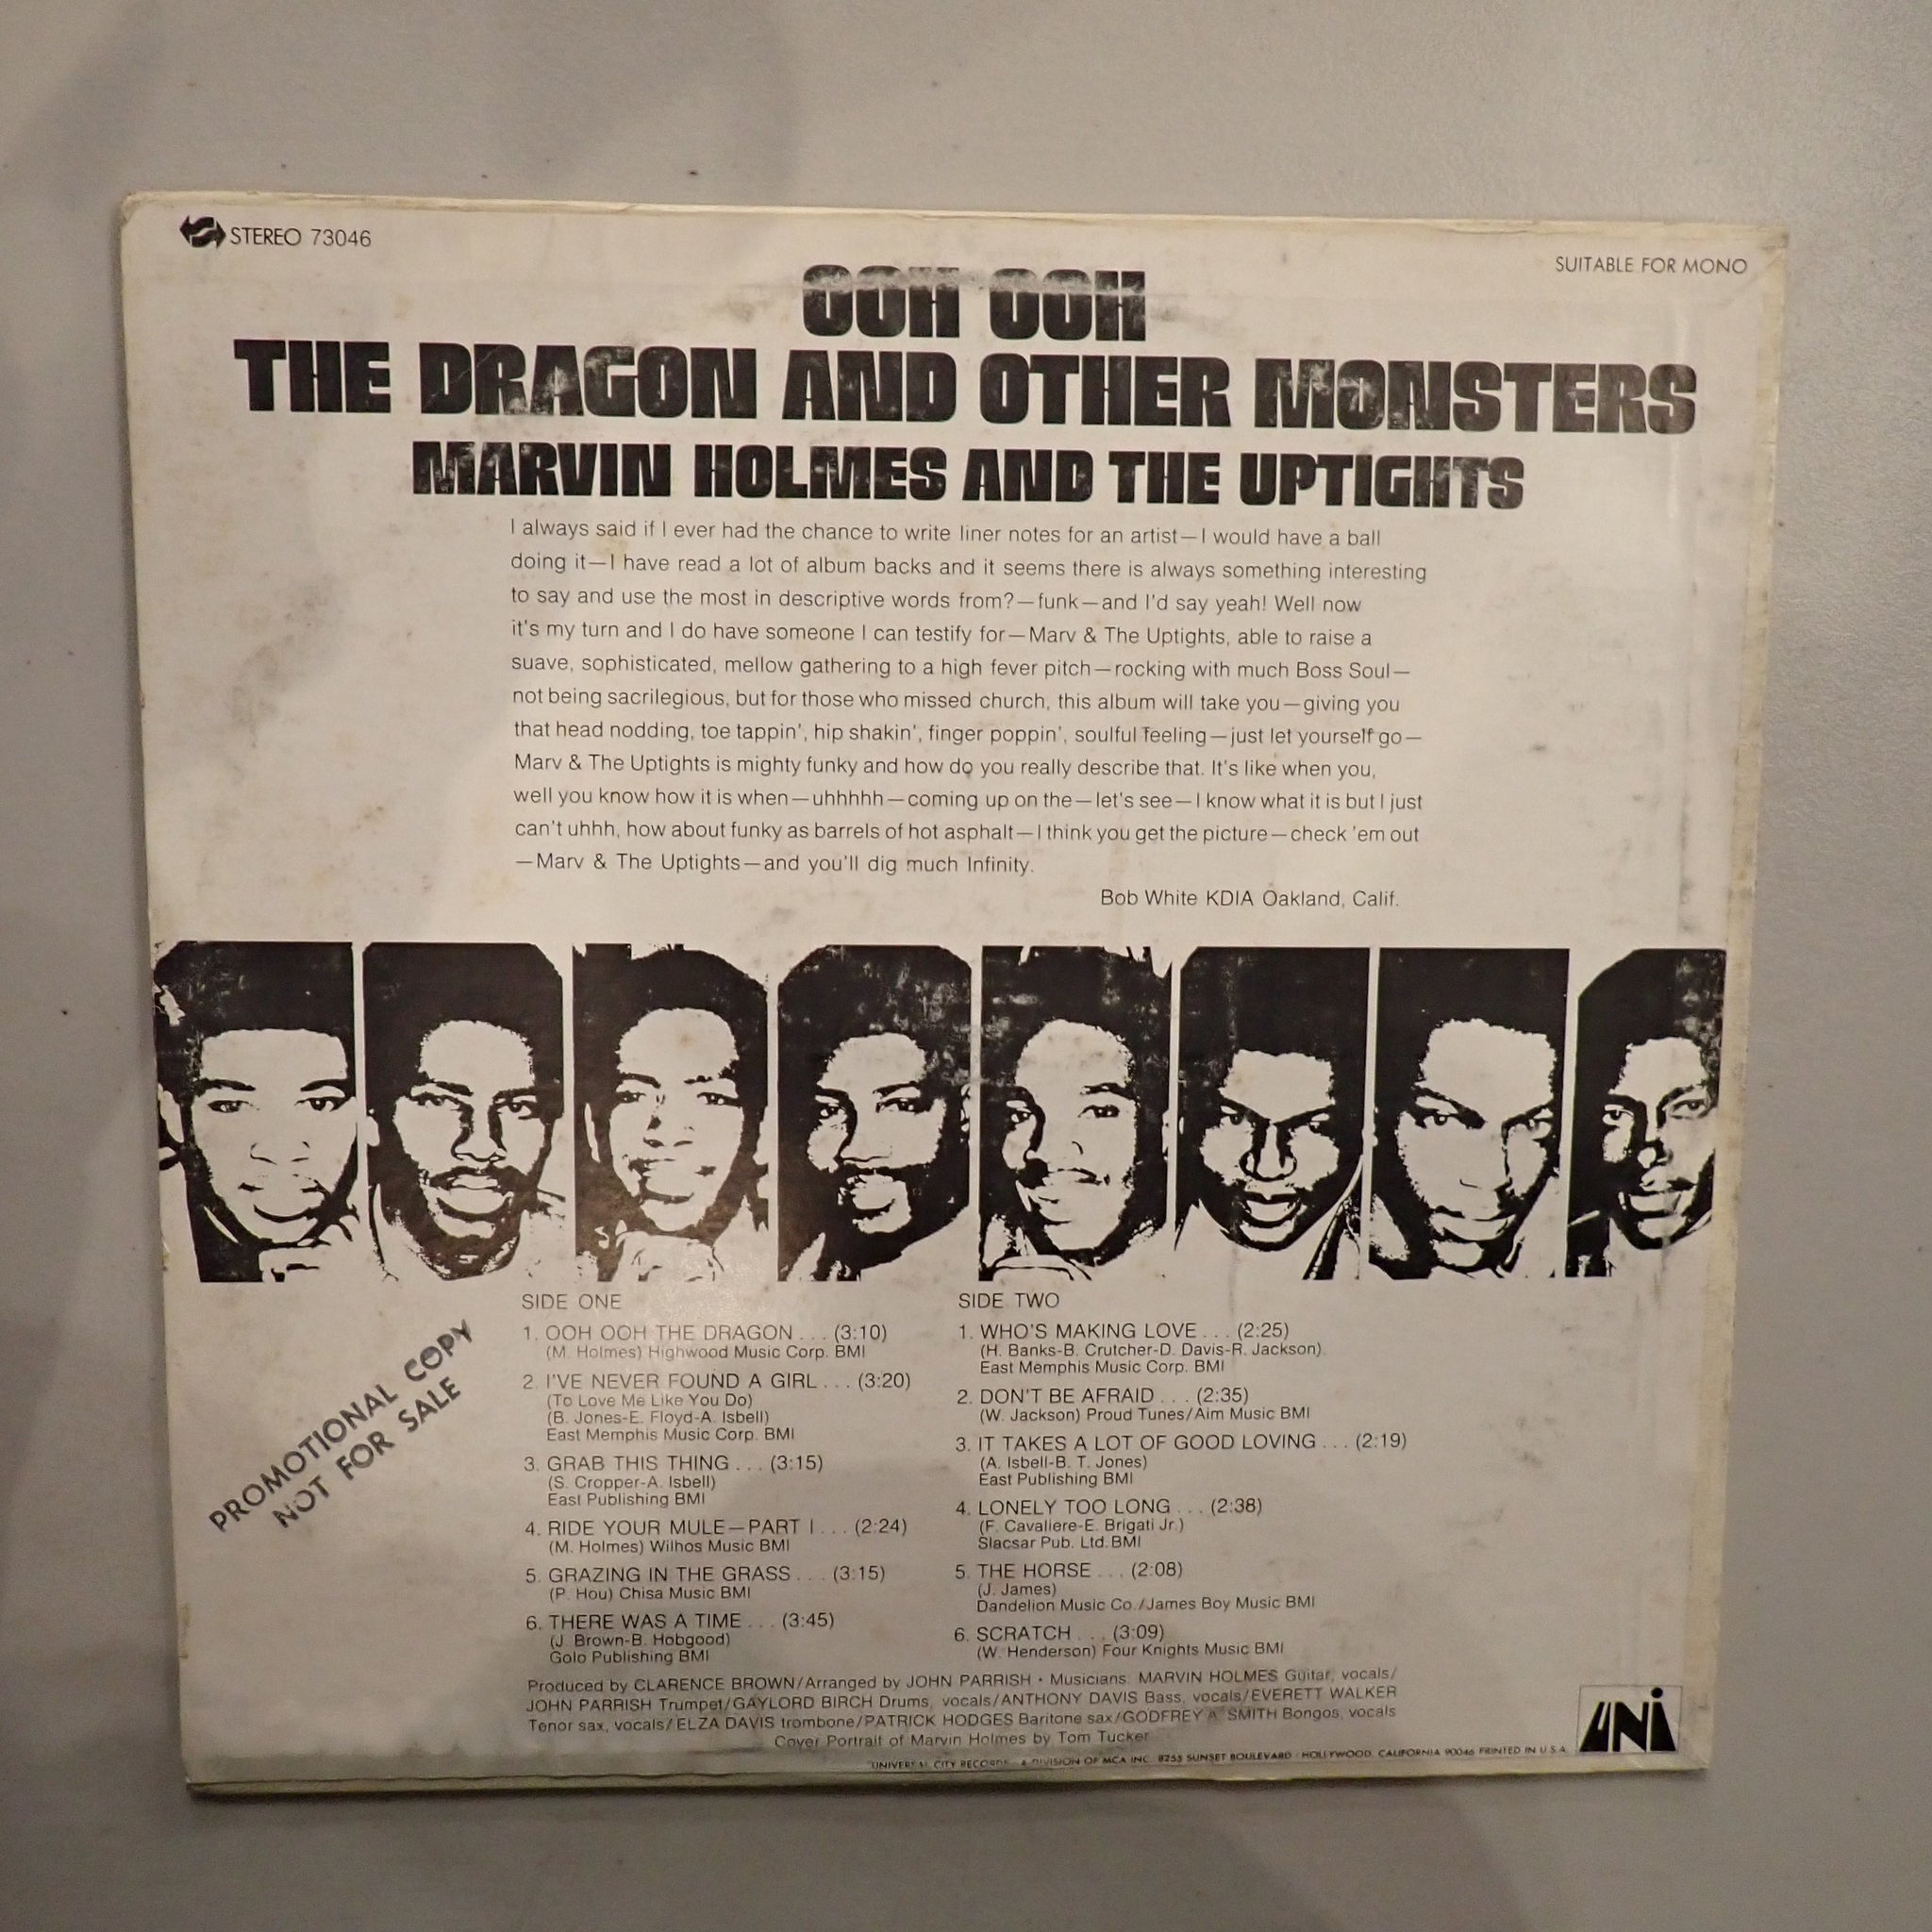 STEREO 73046
SUITABLE FOR MONO
OOH OOH
THE DRAGON AND OTHER MONSTERS
MARVIN HOLMES AND THE UPTIGHTS
I always said if I ever had the chance to write liner notes for an artist—I would have a ball
doing it—I have read a lot of album backs and it seems there is always something interesting
to say and use the most in descriptive words from?—funk—and I'd say yeah! Well now
it's my turn and I do have someone I can testify for—Marv & The Uptights, able to raise a
suave, sophisticated, mellow gathering to a high fever pitch—rocking with much Boss Soul—
not being sacrilegious, but for those who missed church, this album will take you—giving you
that head nodding, toe tappin', hip shakin', finger poppin', soulful feeling—just let yourself go—
Marv & The Uptights is mighty funky and how do you really describe that. It's like when you,
well you know how it is when—uhhhhh—coming up on the—let's see—I know what it is but I just
can't uhhh, how about funky as barrels of hot asphalt—I think you get the picture—check 'em out
—Marv & The Uptights—and you'll dig much Infinity.
Bob White KDIA Oakland, Calif.
PROMOTIONAL COPY
NOT FOR SALE
SIDE ONE
1. OOH OOH THE DRAGON . . . (3:10)
(M. Holmes) Highwood Music Corp. BMI
2. I'VE NEVER FOUND A GIRL . . . (3:20)
(To Love Me Like You Do)
(B. Jones-E. Floyd-A. Isbell)
East Memphis Music Corp. BMI
3. GRAB THIS THING . . . (3:15)
(S. Cropper-A. Isbell)
East Publishing BMI
4. RIDE YOUR MULE—PART I . . . (2:24)
(M. Holmes) Wilhos Music BMI
5. GRAZING IN THE GRASS . . . (3:15)
(P. Hou) Chisa Music BMI
6. THERE WAS A TIME . . . (3:45)
(J. Brown-B. Hobgood)
Golo Publishing BMI
SIDE TWO
1. WHO'S MAKING LOVE . . . (2:25)
(H. Banks-B. Crutcher-D. Davis-R. Jackson)
East Memphis Music Corp. BMI
2. DON'T BE AFRAID . . . (2:35)
(W. Jackson) Proud Tunes/Aim Music BMI
3. IT TAKES A LOT OF GOOD LOVING . . . (2:19)
(A. Isbell-B. T. Jones)
East Publishing BMI
4. LONELY TOO LONG . . . (2:38)
(F. Cavaliere-E. Brigati Jr.)
Slacsar Pub. Ltd. BMI
5. THE HORSE . . . (2:08)
(J. James)
Dandelion Music Co./James Boy Music BMI
6. SCRATCH . . . (3:09)
(W. Henderson) Four Knights Music BMI
Produced by CLARENCE BROWN/Arranged by JOHN PARRISH • Musicians: MARVIN HOLMES Guitar, vocals/
JOHN PARRISH Trumpet/GAYLORD BIRCH Drums, vocals/ANTHONY DAVIS Bass, vocals/EVERETT WALKER
Tenor sax, vocals/ELZA DAVIS trombone/PATRICK HODGES Baritone sax/GODFREY A. SMITH Bongos, vocals
Cover Portrait of Marvin Holmes by Tom Tucker
UNIVERSAL CITY RECORDS • A DIVISION OF MCA INC. 8255 SUNSET BOULEVARD • HOLLYWOOD, CALIFORNIA 90046 PRINTED IN U.S.A.
UNI